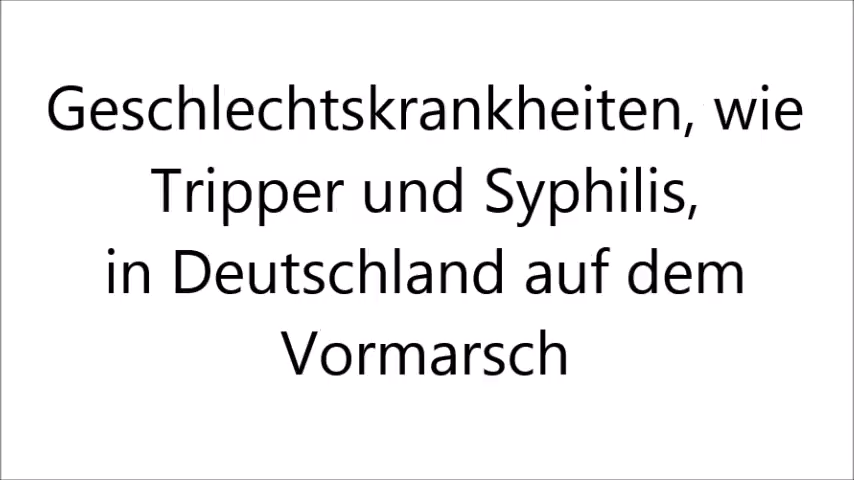 Geschlechtskrankheiten, wie
Tripper und Syphilis,
in Deutschland auf dem
Vormarsch